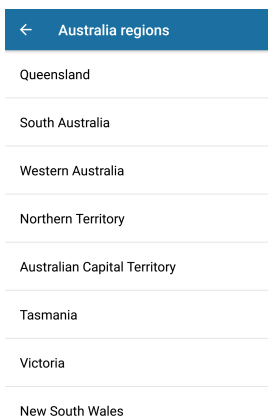 Australia regions
Queensland
South Australia
Western Australia
Northern Territory
Australian Capital Territory
Tasmania
Victoria
New South Wales